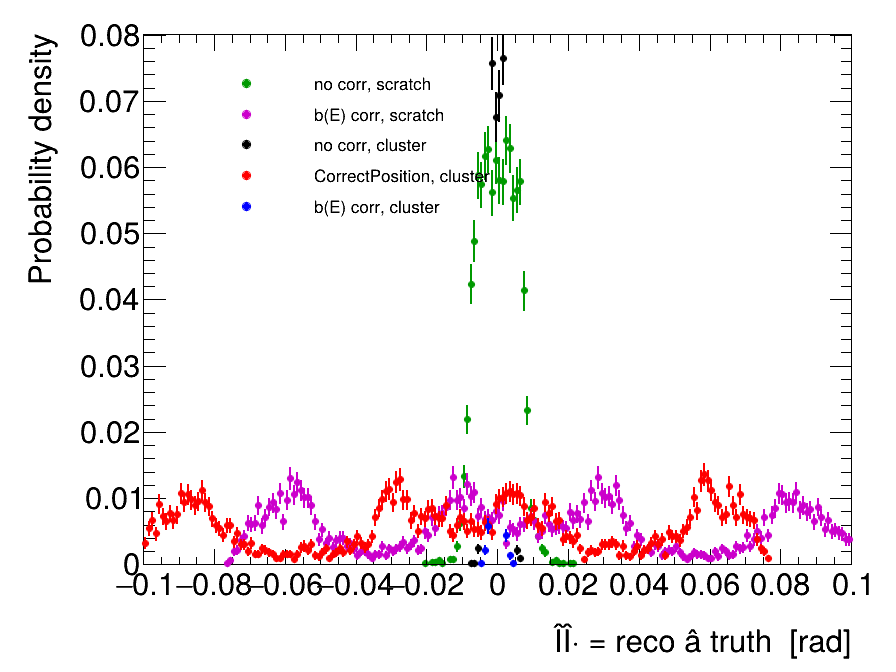 0.08
0.07
0.06
0.05
0.04
0.03
0.02
0.01
0
Probability density
no corr, scratch
b(E) corr, scratch
no corr, cluster
CorrectPosition, cluster
b(E) corr, cluster
−0.1 −0.08 −0.06 −0.04 −0.02 0 0.02 0.04 0.06 0.08 0.1
ÎÎ· = reco â truth [rad]